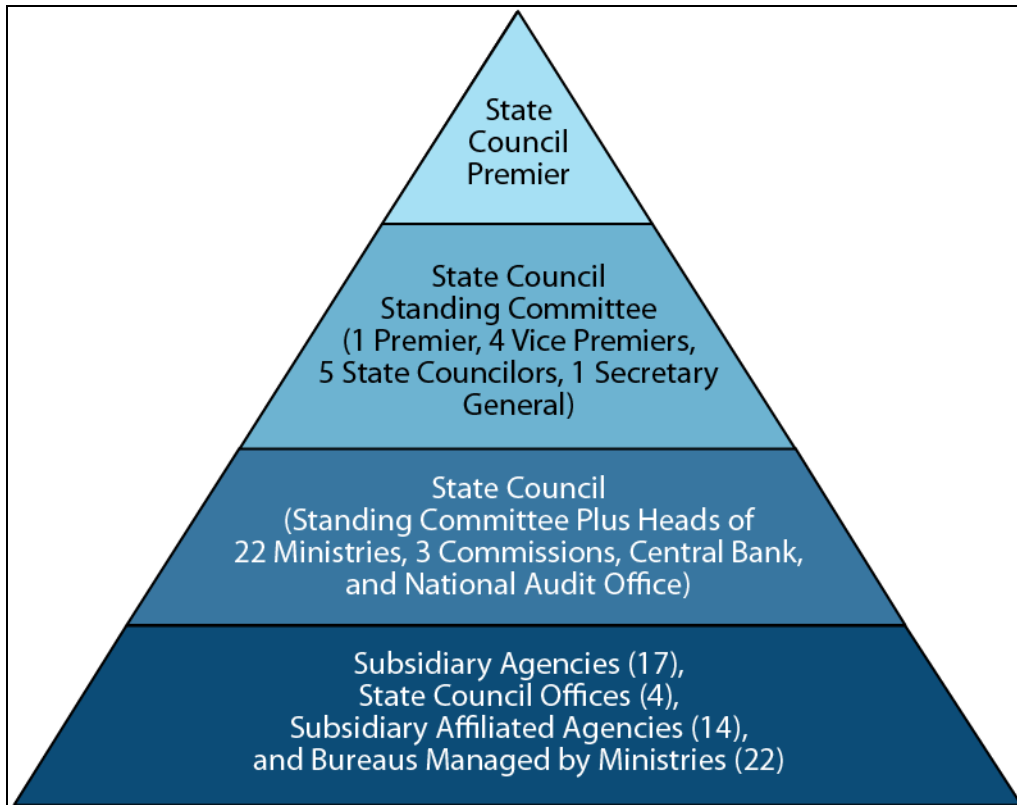 State
Council
Premier
State Council
Standing Committee
(1 Premier, 4 Vice Premiers,
5 State Councilors, 1 Secretary
General)
State Council
(Standing Committee Plus Heads of
22 Ministries, 3 Commissions, Central Bank,
and National Audit Office)
Subsidiary Agencies (17),
State Council Offices (4),
Subsidiary Affiliated Agencies (14),
and Bureaus Managed by Ministries (22)